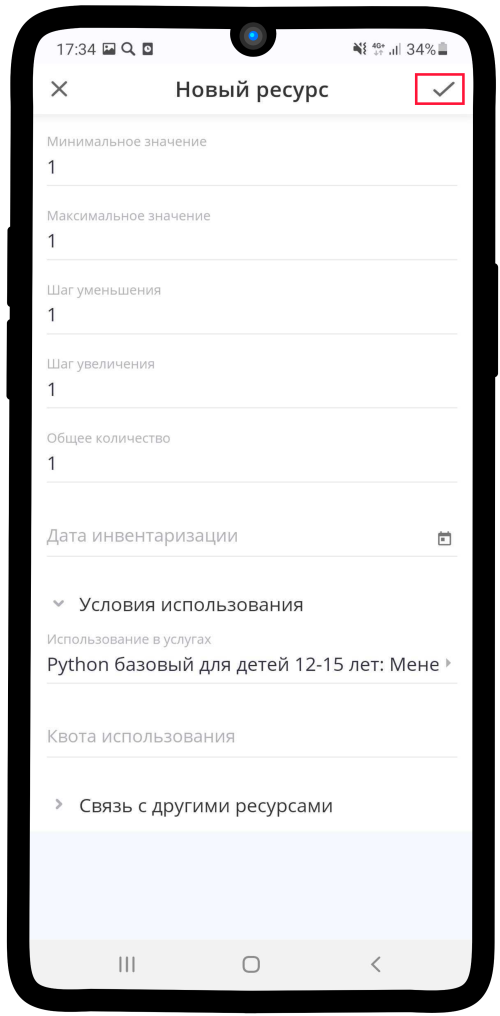 17:34 4G+ 34%
Новый ресурс
Минимальное значение
1
Максимальное значение
1
Шаг уменьшения
1
Шаг увеличения
1
Общее количество
1
Дата инвентаризации
Условия использования
Использование в услугах
Python базовый для детей 12-15 лет: Мене
Квота использования
Связь с другими ресурсами